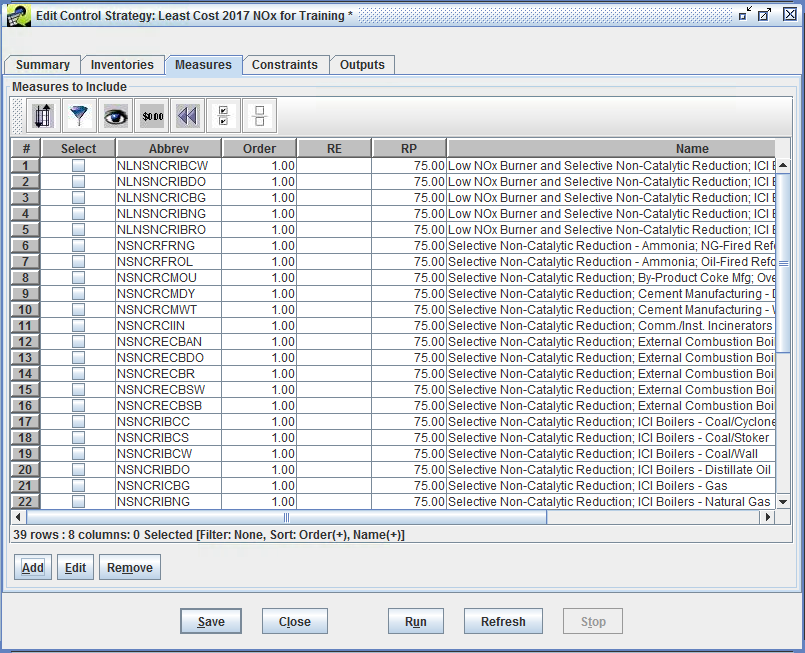 Edit Control Strategy: Least Cost 2017 NOx for Training *
Summary Inventories Measures Constraints Outputs
Measures to Include
$0.00
# Select Abbrev Order RE RP Name
1 NLNSNCRIBCW 1.00 75.00 Low NOx Burner and Selective Non-Catalytic Reduction; ICI
2 NLNSNCRIBDO 1.00 75.00 Low NOx Burner and Selective Non-Catalytic Reduction; ICI
3 NLNSNCRICBG 1.00 75.00 Low NOx Burner and Selective Non-Catalytic Reduction; ICI
4 NLNSNCRIBNG 1.00 75.00 Low NOx Burner and Selective Non-Catalytic Reduction; ICI
5 NLNSNCRIBRO 1.00 75.00 Low NOx Burner and Selective Non-Catalytic Reduction; ICI
6 NSNCRFRNG 1.00 75.00 Selective Non-Catalytic Reduction - Ammonia; NG-Fired Refo
7 NSNCRFROL 1.00 75.00 Selective Non-Catalytic Reduction - Ammonia; Oil-Fired Refo
8 NSNCRCMOU 1.00 75.00 Selective Non-Catalytic Reduction; By-Product Coke Mfg; Ove
9 NSNCRCMDY 1.00 75.00 Selective Non-Catalytic Reduction; Cement Manufacturing -
10 NSNCRCMWT 1.00 75.00 Selective Non-Catalytic Reduction; Cement Manufacturing -
11 NSNCRCIIN 1.00 75.00 Selective Non-Catalytic Reduction; Comm./Inst. Incinerators
12 NSNCRECBAN 1.00 75.00 Selective Non-Catalytic Reduction; External Combustion Boi
13 NSNCRECBDO 1.00 75.00 Selective Non-Catalytic Reduction; External Combustion Boi
14 NSNCRECBR 1.00 75.00 Selective Non-Catalytic Reduction; External Combustion Boi
15 NSNCRECBSW 1.00 75.00 Selective Non-Catalytic Reduction; External Combustion Boi
16 NSNCRECBSB 1.00 75.00 Selective Non-Catalytic Reduction; External Combustion Boi
17 NSNCRIBCC 1.00 75.00 Selective Non-Catalytic Reduction; ICI Boilers - Coal/Cyclone
18 NSNCRIBCS 1.00 75.00 Selective Non-Catalytic Reduction; ICI Boilers - Coal/Stoker
19 NSNCRIBCW 1.00 75.00 Selective Non-Catalytic Reduction; ICI Boilers - Coal/Wall
20 NSNCRIBDO 1.00 75.00 Selective Non-Catalytic Reduction; ICI Boilers - Distillate Oil
21 NSNCRICBG 1.00 75.00 Selective Non-Catalytic Reduction; ICI Boilers - Gas
22 NSNCRIBNG 1.00 75.00 Selective Non-Catalytic Reduction; ICI Boilers - Natural Gas
39 rows : 8 columns: 0 Selected [Filter: None, Sort: Order(+), Name(+)]
Add Edit Remove
Save Close Run Refresh Stop